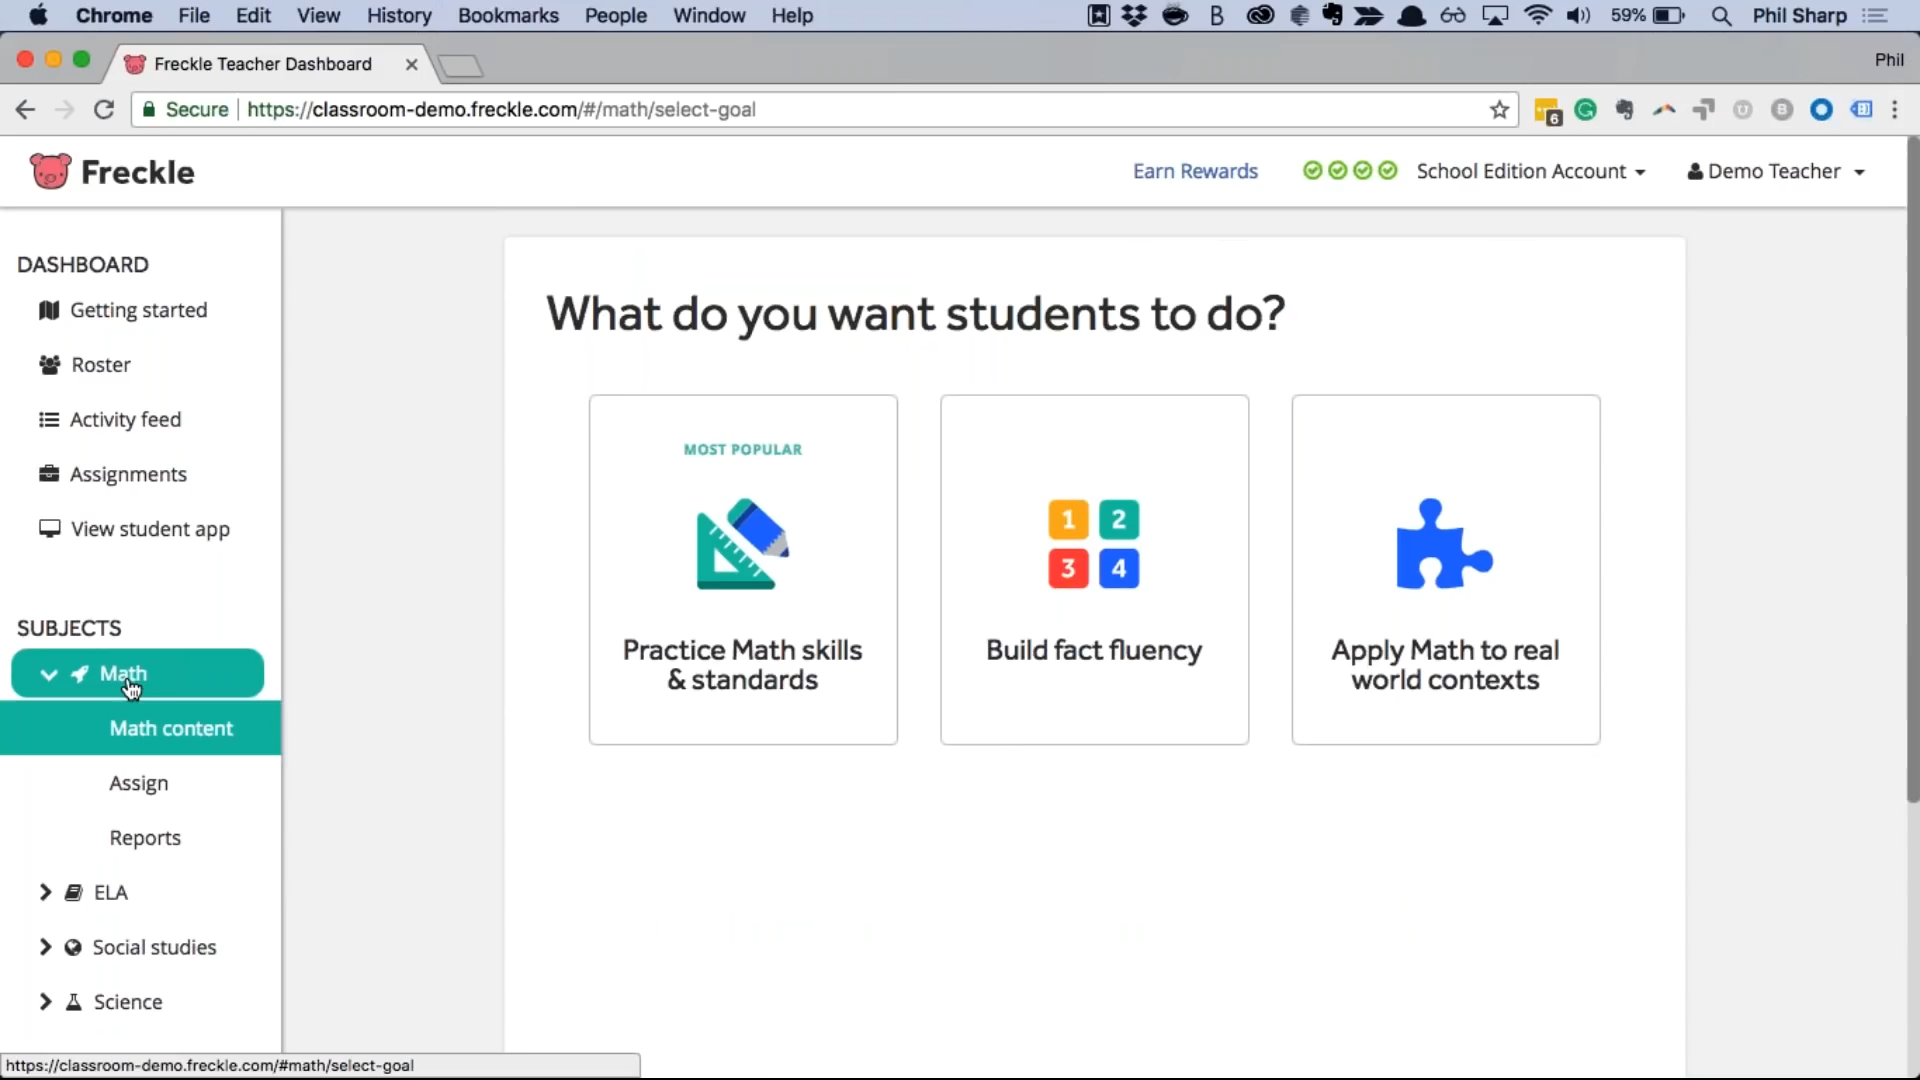 Chrome File Edit View History Bookmarks People Window Help
59% Phil Sharp
Freckle Teacher Dashboard
Phil
Secure https://classroom-demo.freckle.com/#/math/select-goal
6
Freckle
Earn Rewards School Edition Account Demo Teacher
DASHBOARD
Getting started
Roster
Activity feed
Assignments
View student app
SUBJECTS
Math
Math content
Assign
Reports
ELA
Social studies
Science
What do you want students to do?
MOST POPULAR
Practice Math skills
& standards
1 2
3 4
Build fact fluency
Apply Math to real
world contexts
https://classroom-demo.freckle.com/#math/select-goal